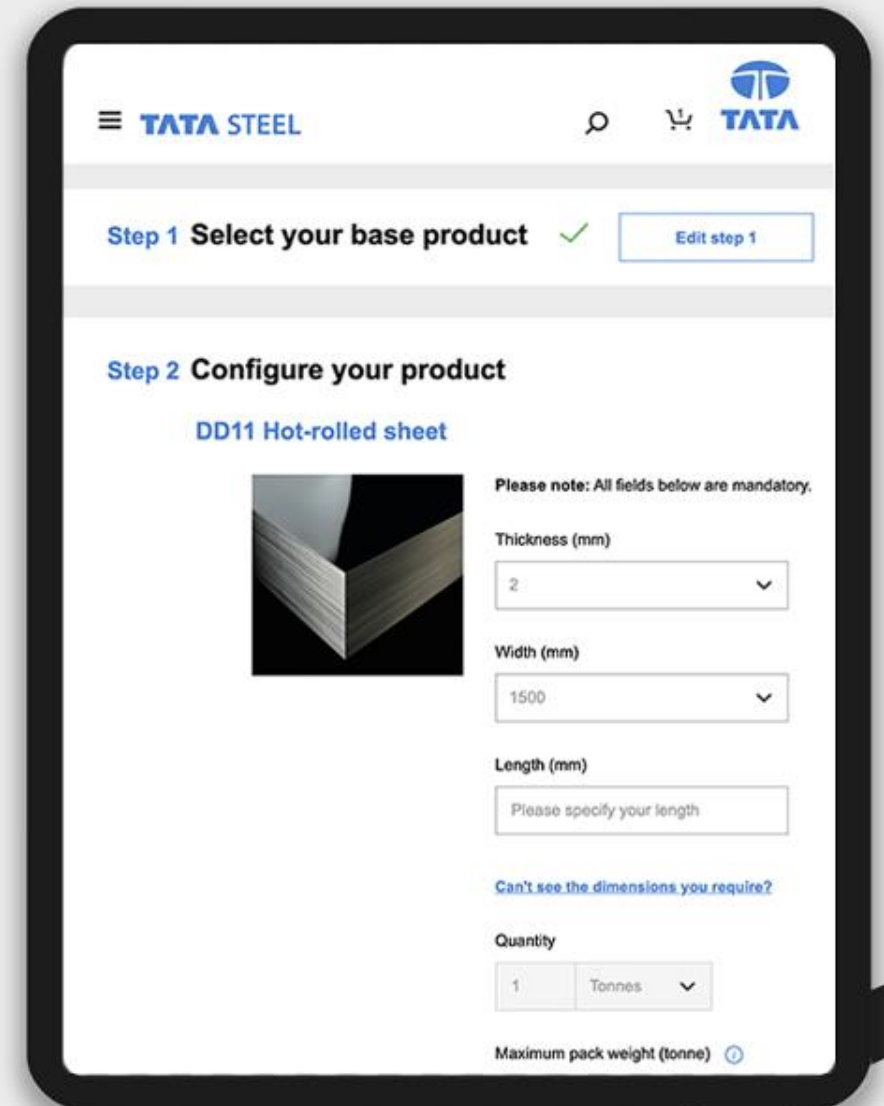 TATA STEEL
1
TATA
Step 1 Select your base product
Edit step 1
Step 2 Configure your product
DD11 Hot-rolled sheet
Please note: All fields below are mandatory.
Thickness (mm)
2
Width (mm)
1500
Length (mm)
Please specify your length
Can't see the dimensions you require?
Quantity
1 Tonnes
Maximum pack weight (tonne) i